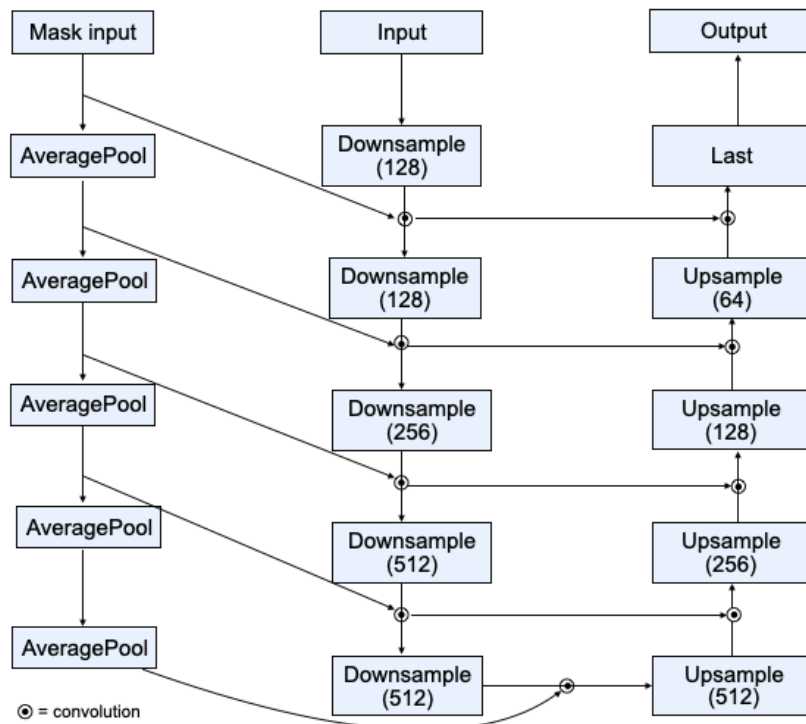 Mask input
Input
Output
AveragePool
Downsample
(128)
Last
AveragePool
Downsample
(128)
Upsample
(64)
AveragePool
Downsample
(256)
Upsample
(128)
AveragePool
Downsample
(512)
Upsample
(256)
AveragePool
Downsample
(512)
Upsample
(512)
= convolution